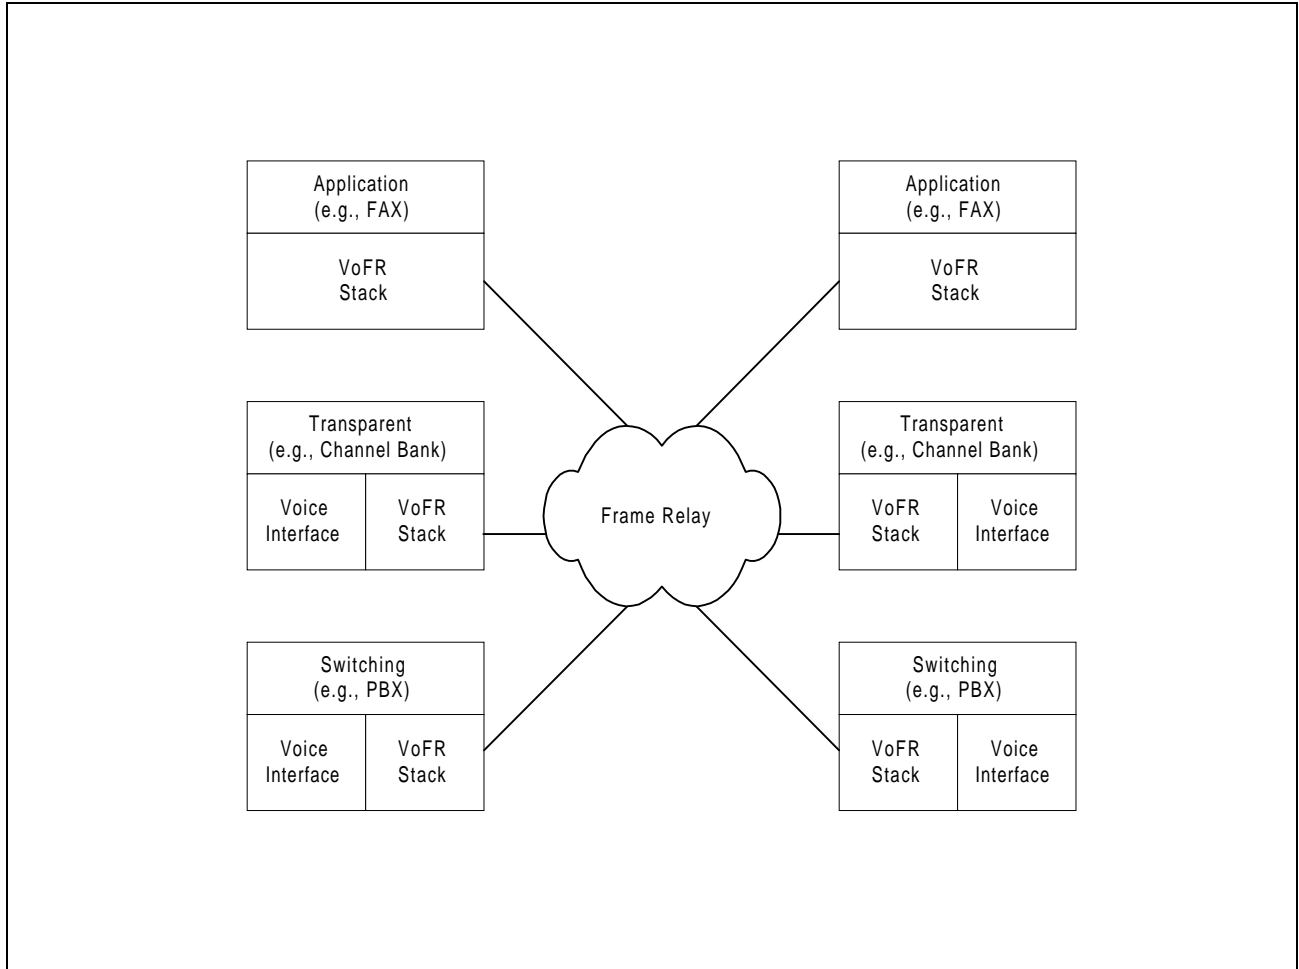 Application
(e.g., FAX)
VoFR
Stack
Application
(e.g., FAX)
VoFR
Stack
Transparent
(e.g., Channel Bank)
Voice
Interface
VoFR
Stack
Frame Relay
Transparent
(e.g., Channel Bank)
VoFR
Stack
Voice
Interface
Switching
(e.g., PBX)
Voice
Interface
VoFR
Stack
Switching
(e.g., PBX)
VoFR
Stack
Voice
Interface